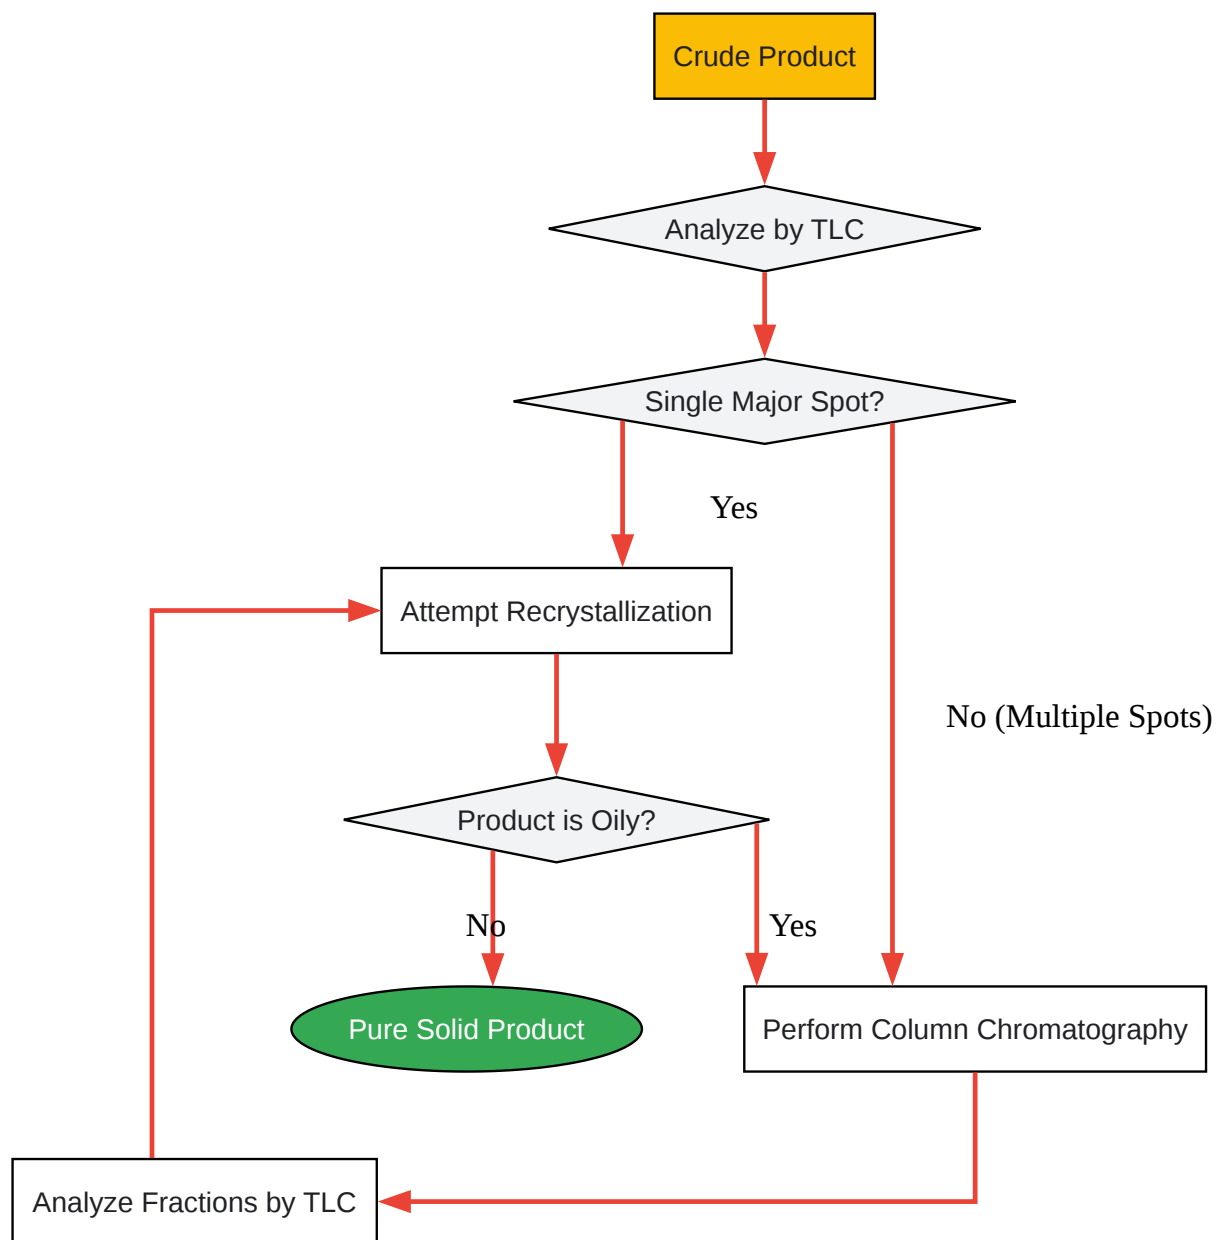 Crude Product
Analyze by TLC
Single Major Spot?
Yes
Attempt Recrystallization
No (Multiple Spots)
Product is Oily?
No
Yes
Pure Solid Product
Perform Column Chromatography
Analyze Fractions by TLC